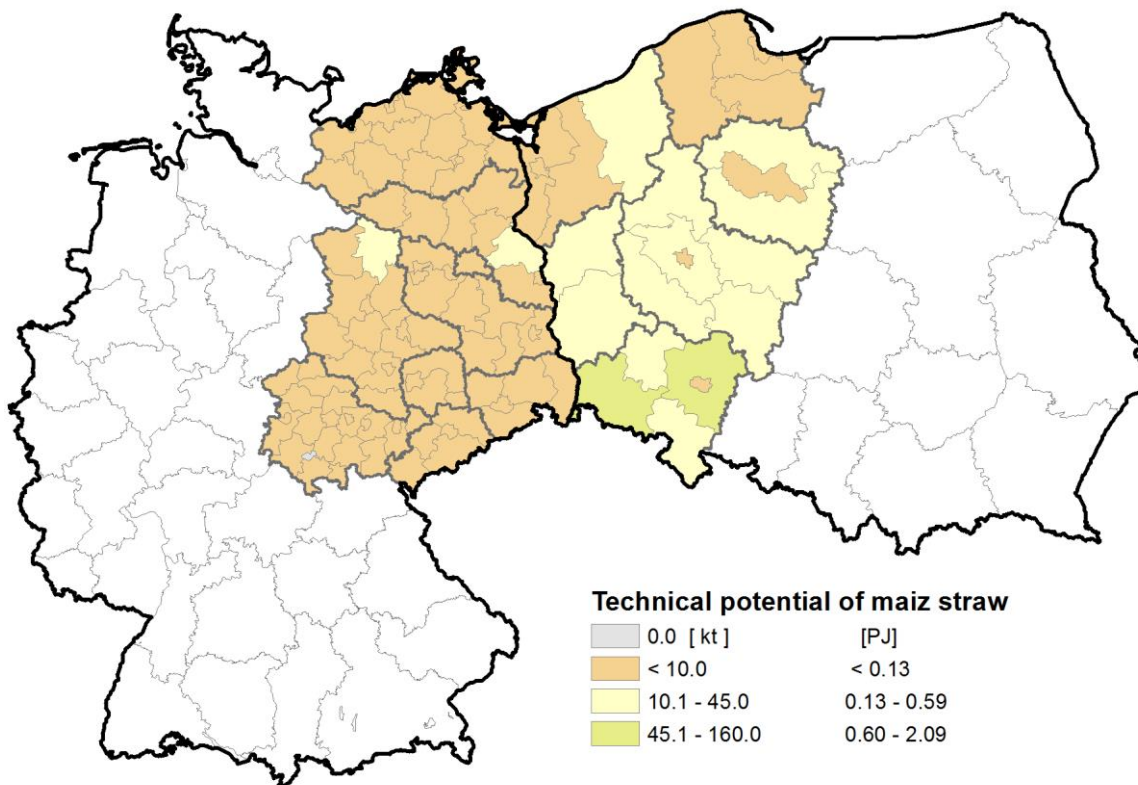 Technical potential of maiz straw
0.0 [ kt ] [PJ]
< 10.0 < 0.13
10.1 - 45.0 0.13 - 0.59
45.1 - 160.0 0.60 - 2.09